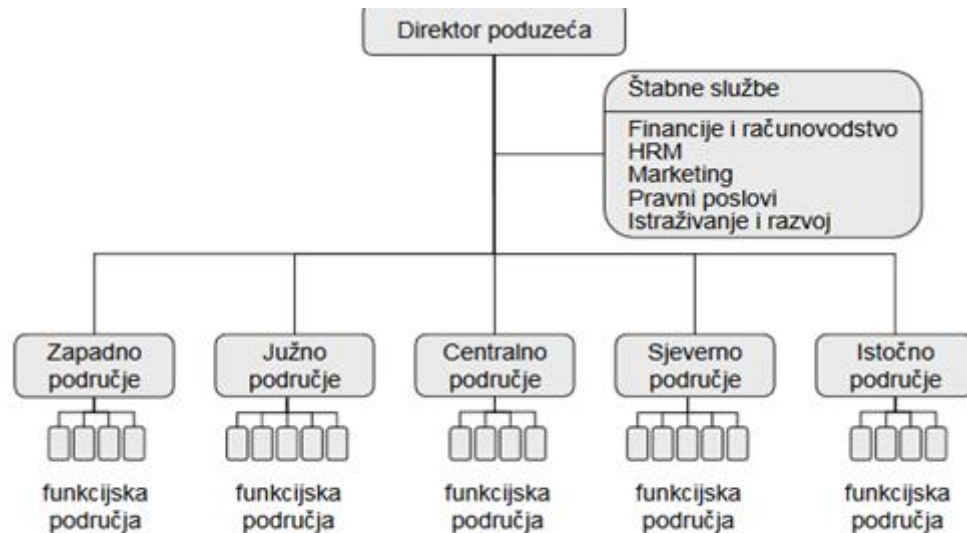 Direktor poduzeća
Štabne službe
Financije i računovodstvo
HRM
Marketing
Pravni poslovi
Istraživanje i razvoj
Zapadno
područje
Južno
područje
Centralno
područje
Sjeverno
područje
Istočno
područje
funkcijska
područja
funkcijska
područja
funkcijska
područja
funkcijska
područja
funkcijska
područja